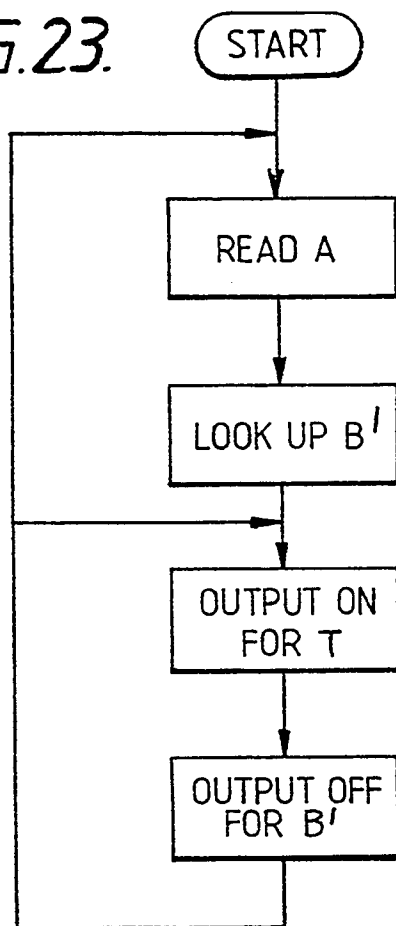 G.23.
START
READ A
LOOK UP B'
OUTPUT ON
FOR T
OUTPUT OFF
FOR B'